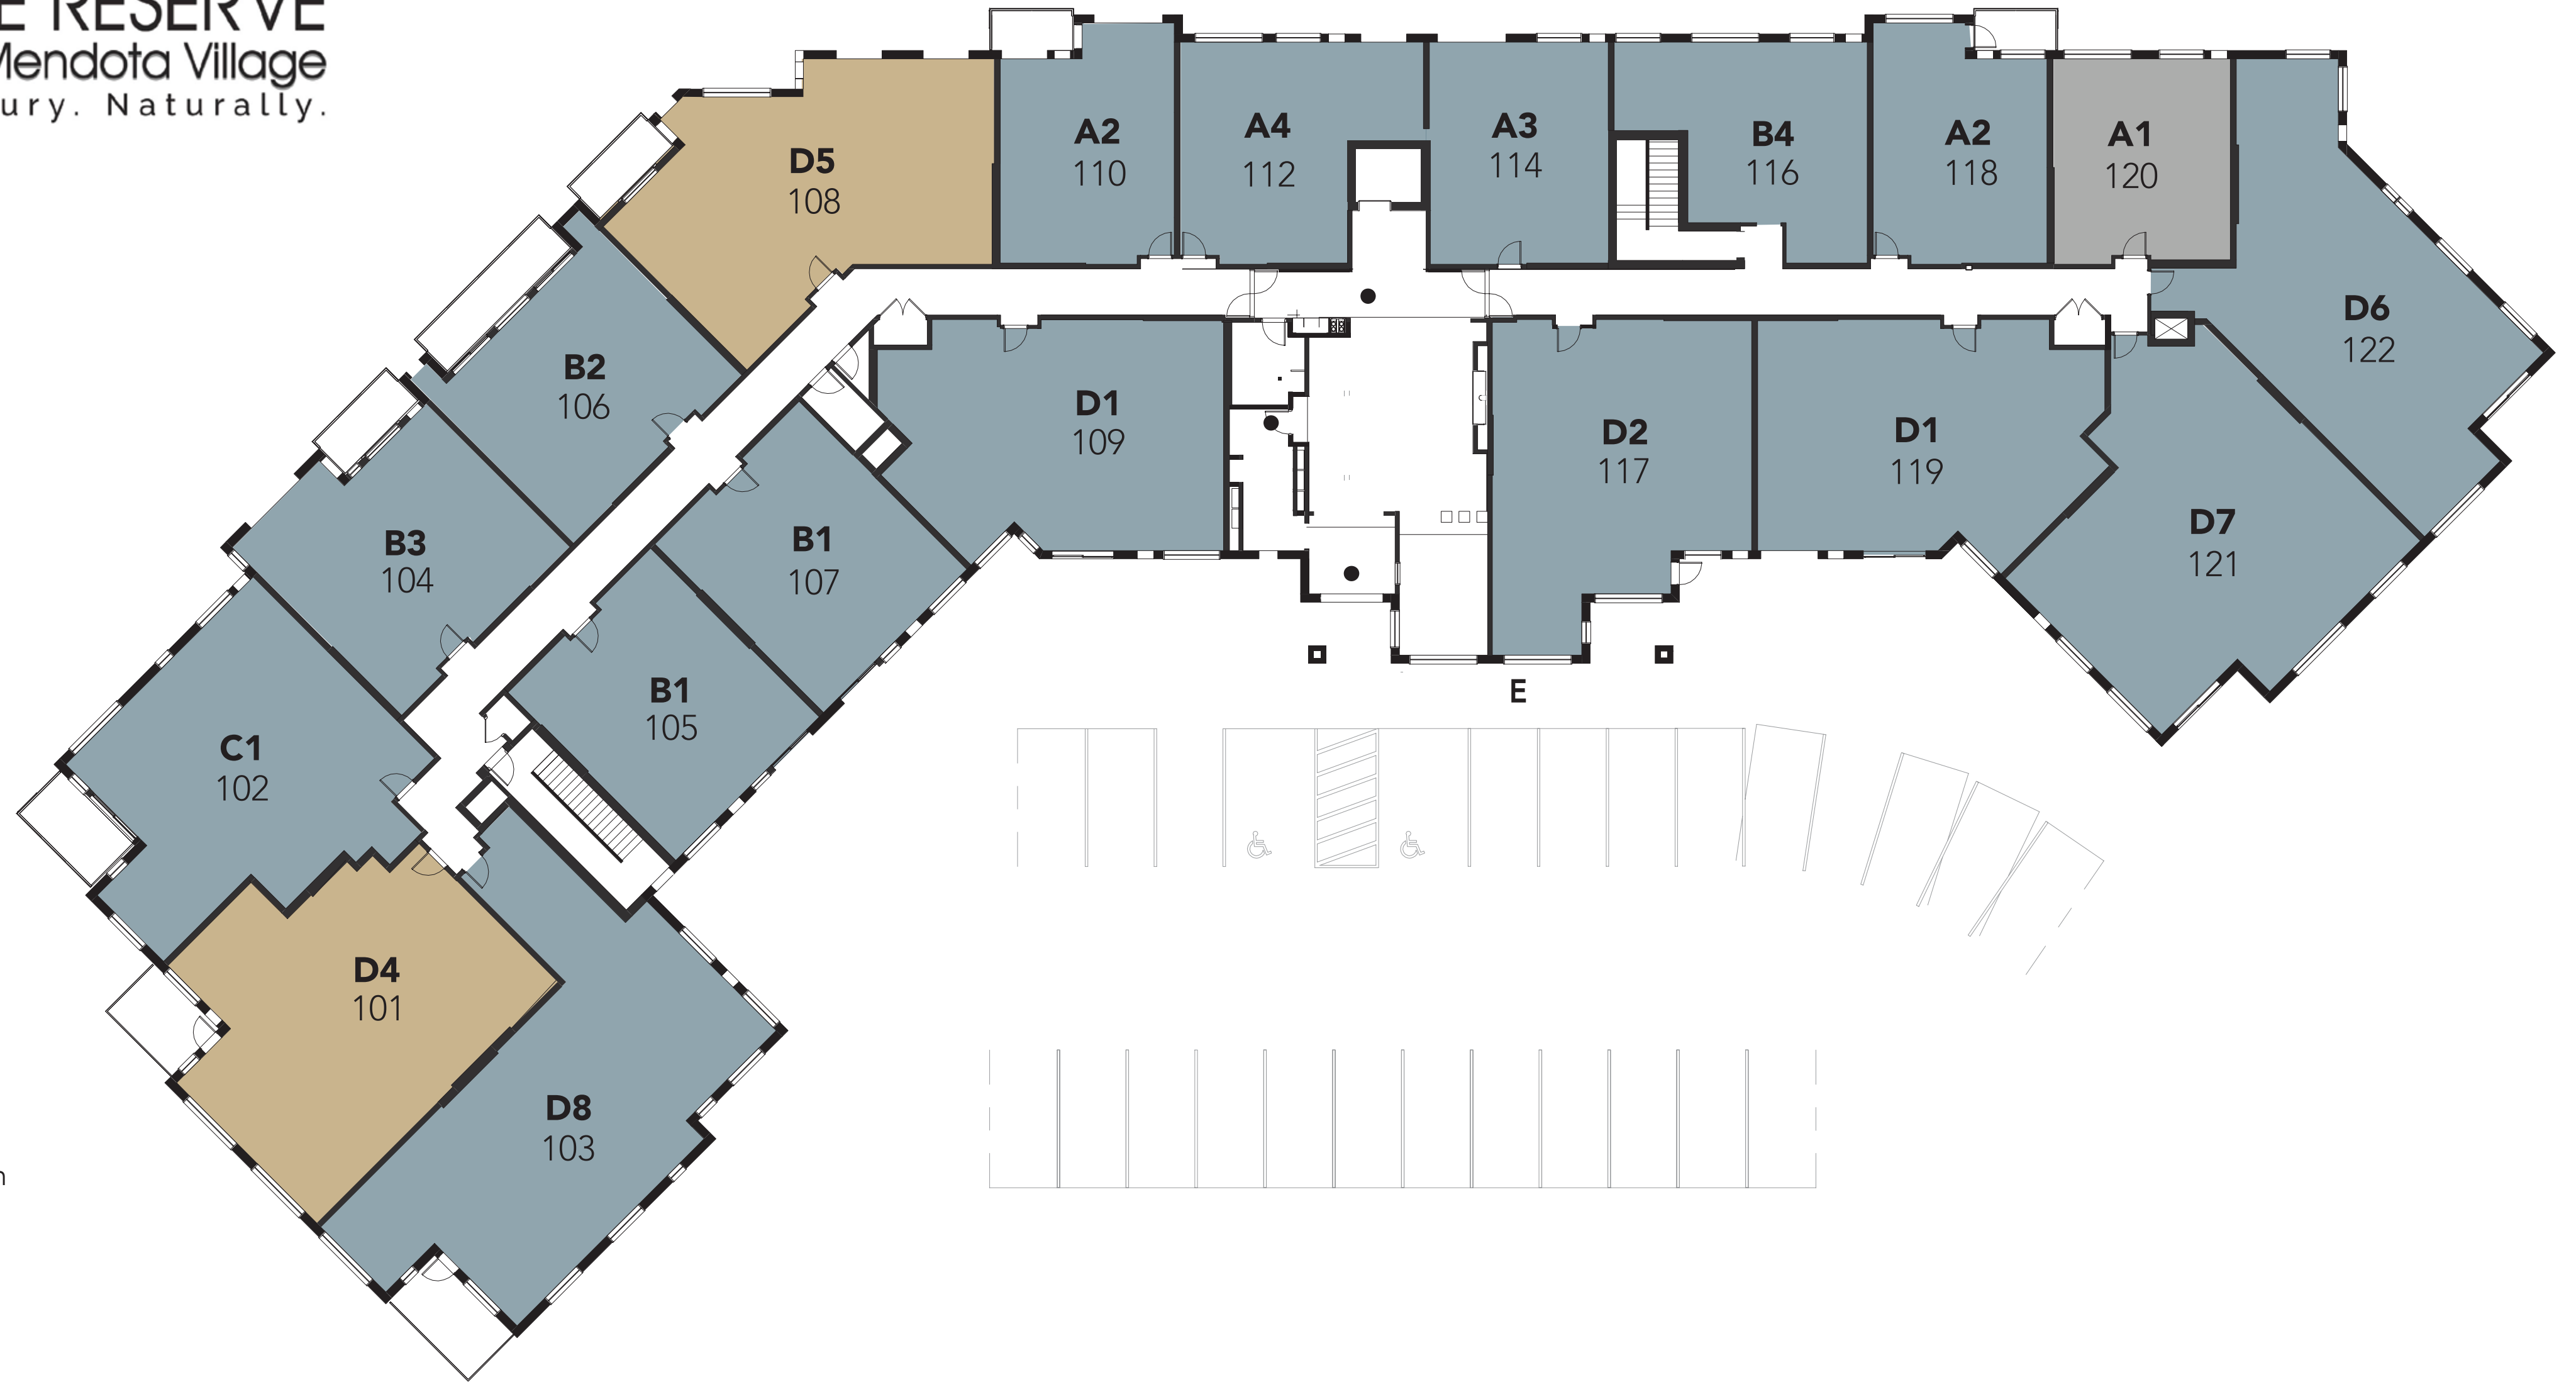 E RESERVE
Mendota Village
ury. Naturally.
D5
108
A2
110
A4
112
A3
114
B4
116
A2
118
A1
120
D6
122
B2
106
D1
109
D2
117
D1
119
D7
121
B3
104
B1
107
B1
105
C1
102
E
D4
101
D8
103